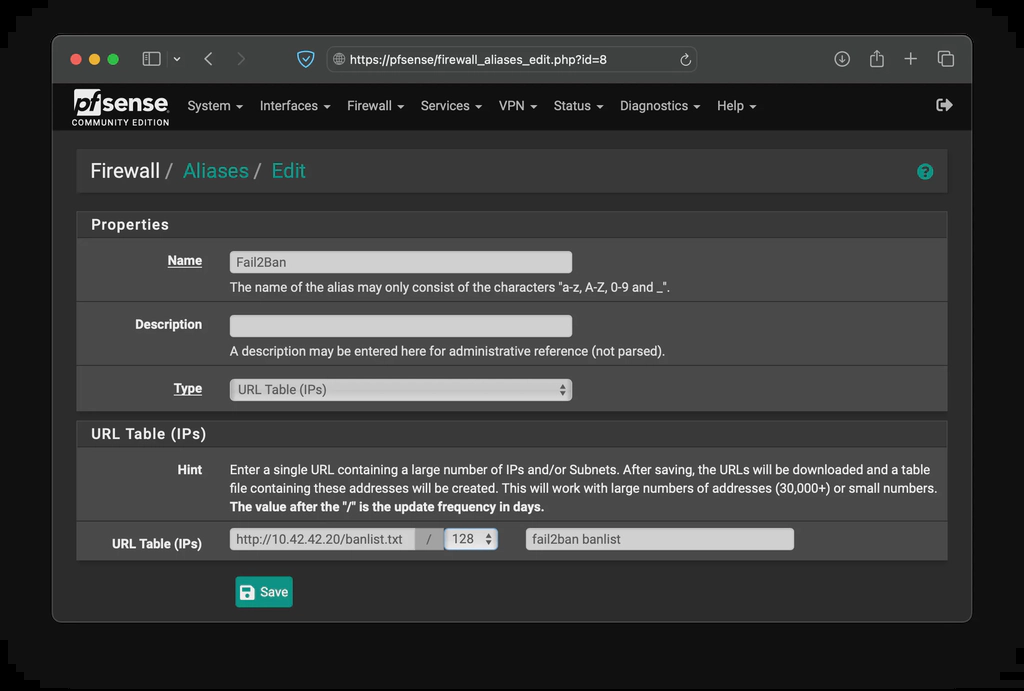 https://pfsense/firewall_aliases_edit.php?id=8
pfsense
COMMUNITY EDITION
System Interfaces Firewall Services VPN Status Diagnostics Help
Firewall / Aliases / Edit ?
Properties
Name Fail2Ban
The name of the alias may only consist of the characters "a-z, A-Z, 0-9 and _".
Description
A description may be entered here for administrative reference (not parsed).
Type URL Table (IPs)
URL Table (IPs)
Hint Enter a single URL containing a large number of IPs and/or Subnets. After saving, the URLs will be downloaded and a table
file containing these addresses will be created. This will work with large numbers of addresses (30,000+) or small numbers.
The value after the "/" is the update frequency in days.
URL Table (IPs) http://10.42.42.20/banlist.txt / 128 fail2ban banlist
Save